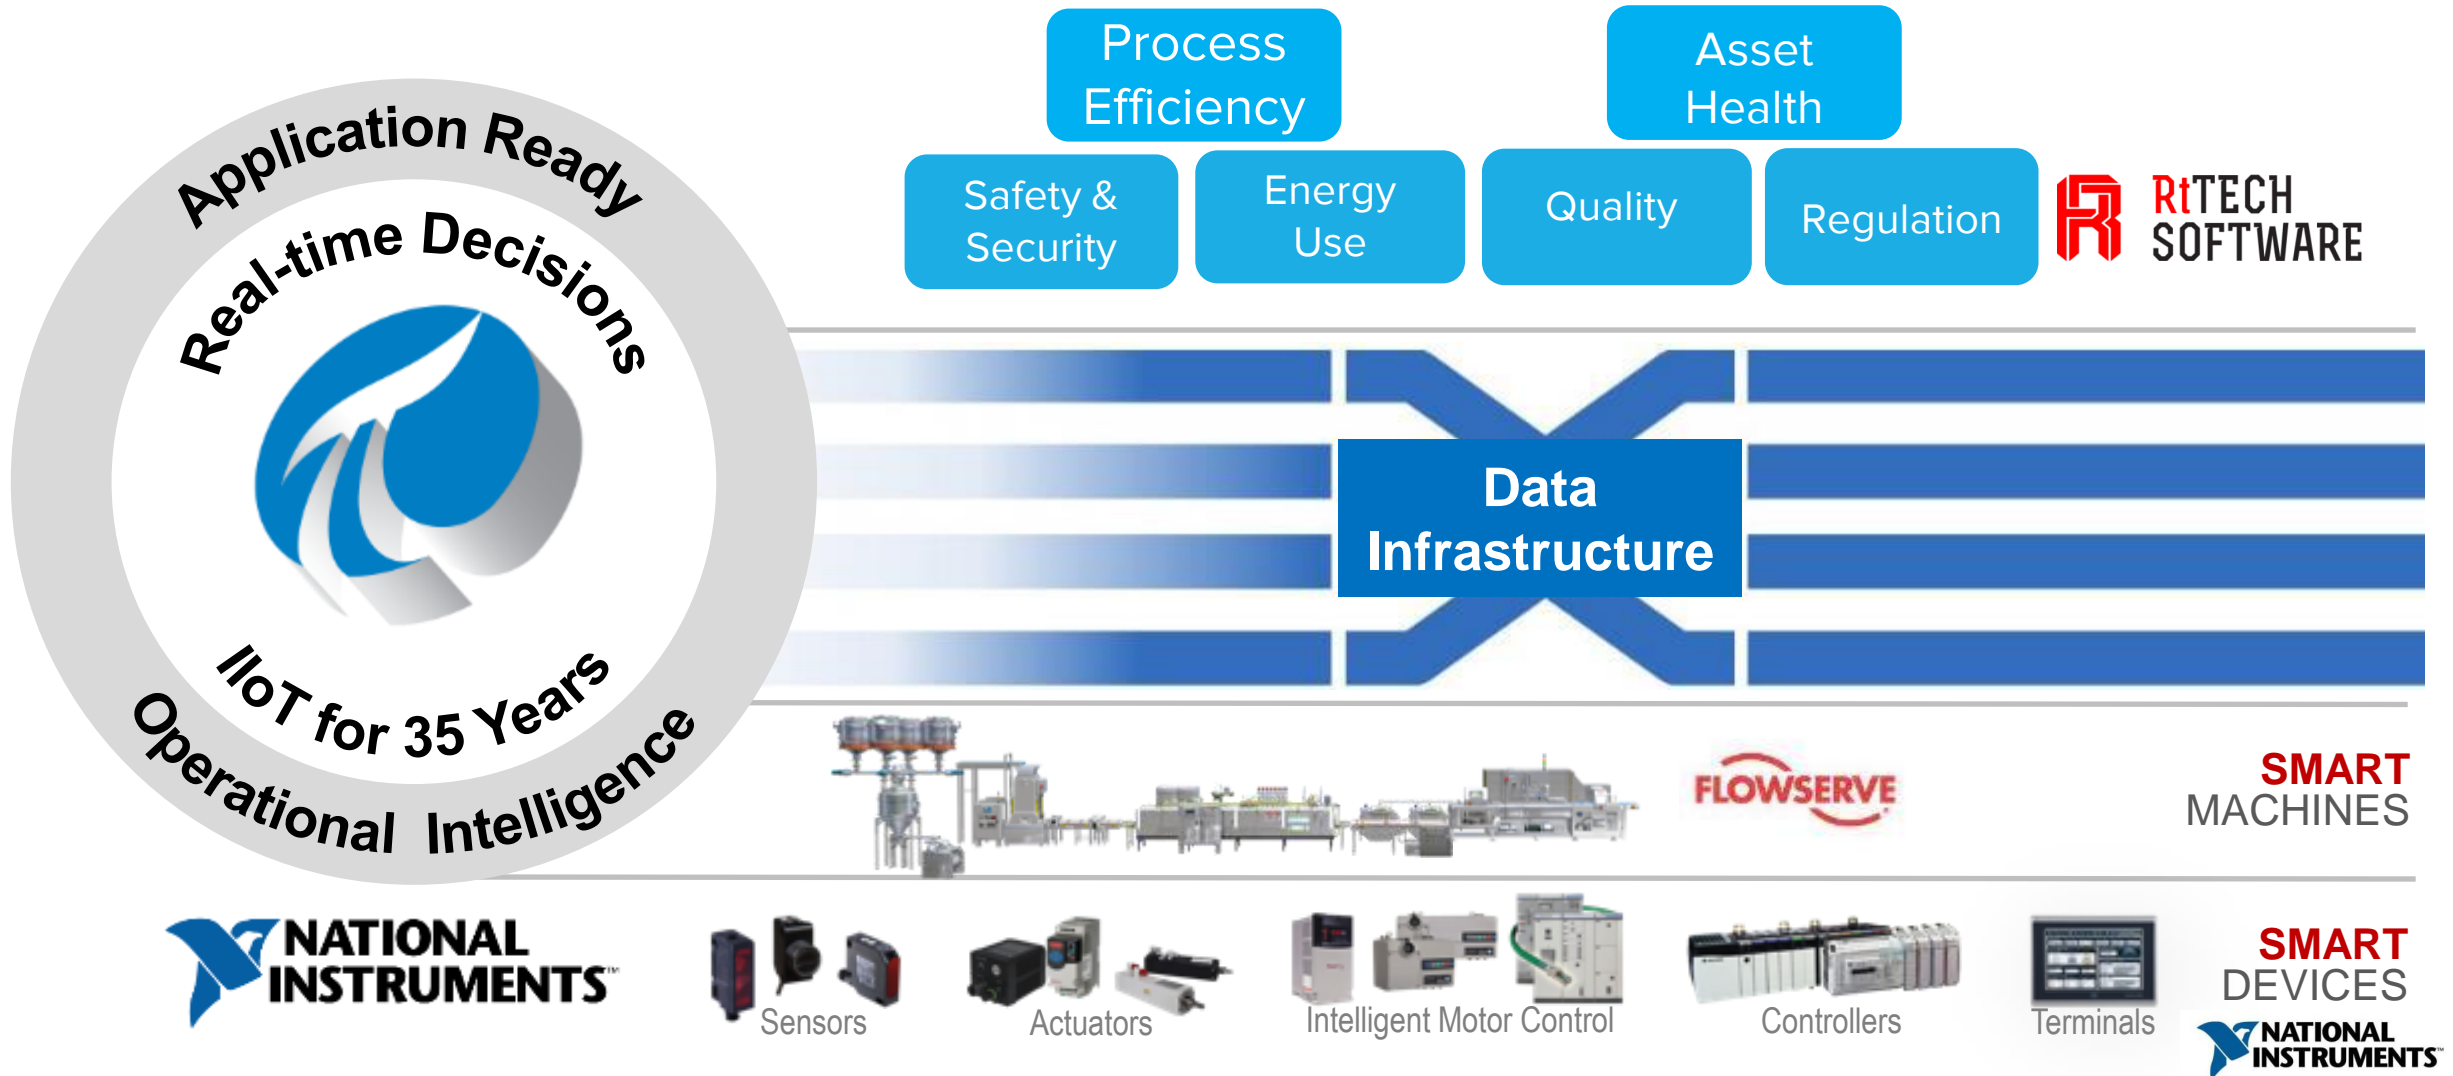 Process
Efficiency
Asset
Health
Safety &
Security
Energy
Use
Quality
Regulation
RtTECH
SOFTWARE
Application Ready
Real-time Decisions
IIoT for 35 Years
Operational Intelligence
Data
Infrastructure
FLOWSERVE
SMART
MACHINES
NATIONAL
INSTRUMENTS™
Sensors
Actuators
Intelligent Motor Control
Controllers
Terminals
SMART
DEVICES
NATIONAL
INSTRUMENTS™